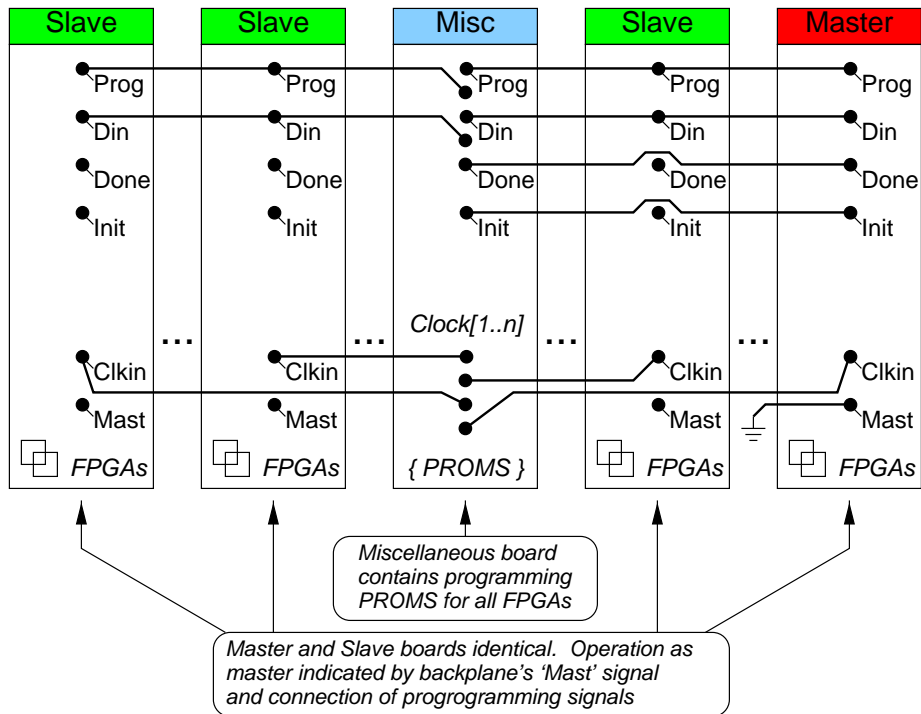 Slave Slave Misc Slave Master
Prog Prog Prog Prog Prog
Din Din Din Din Din
Done Done Done Done Done
Init Init Init Init Init
... ... Clock[1..n] ... ...
Clkin Clkin Clkin Clkin
Mast Mast Mast Mast
FPGAs FPGAs { PROMS } FPGAs FPGAs
Miscellaneous board
contains programming
PROMS for all FPGAs
Master and Slave boards identical. Operation as
master indicated by backplane's ‘Mast’ signal
and connection of progrogramming signals